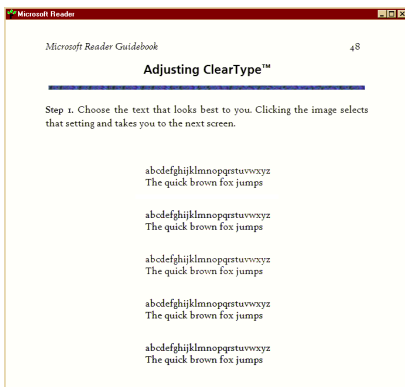 Microsoft Reader
Microsoft Reader Guidebook 48
Adjusting ClearType™
Step 1. Choose the text that looks best to you. Clicking the image selects
that setting and takes you to the next screen.
abcdefghijklmnopqrstuvwxyz
The quick brown fox jumps
abcdefghijklmnopqrstuvwxyz
The quick brown fox jumps
abcdefghijklmnopqrstuvwxyz
The quick brown fox jumps
abcdefghijklmnopqrstuvwxyz
The quick brown fox jumps
abcdefghijklmnopqrstuvwxyz
The quick brown fox jumps